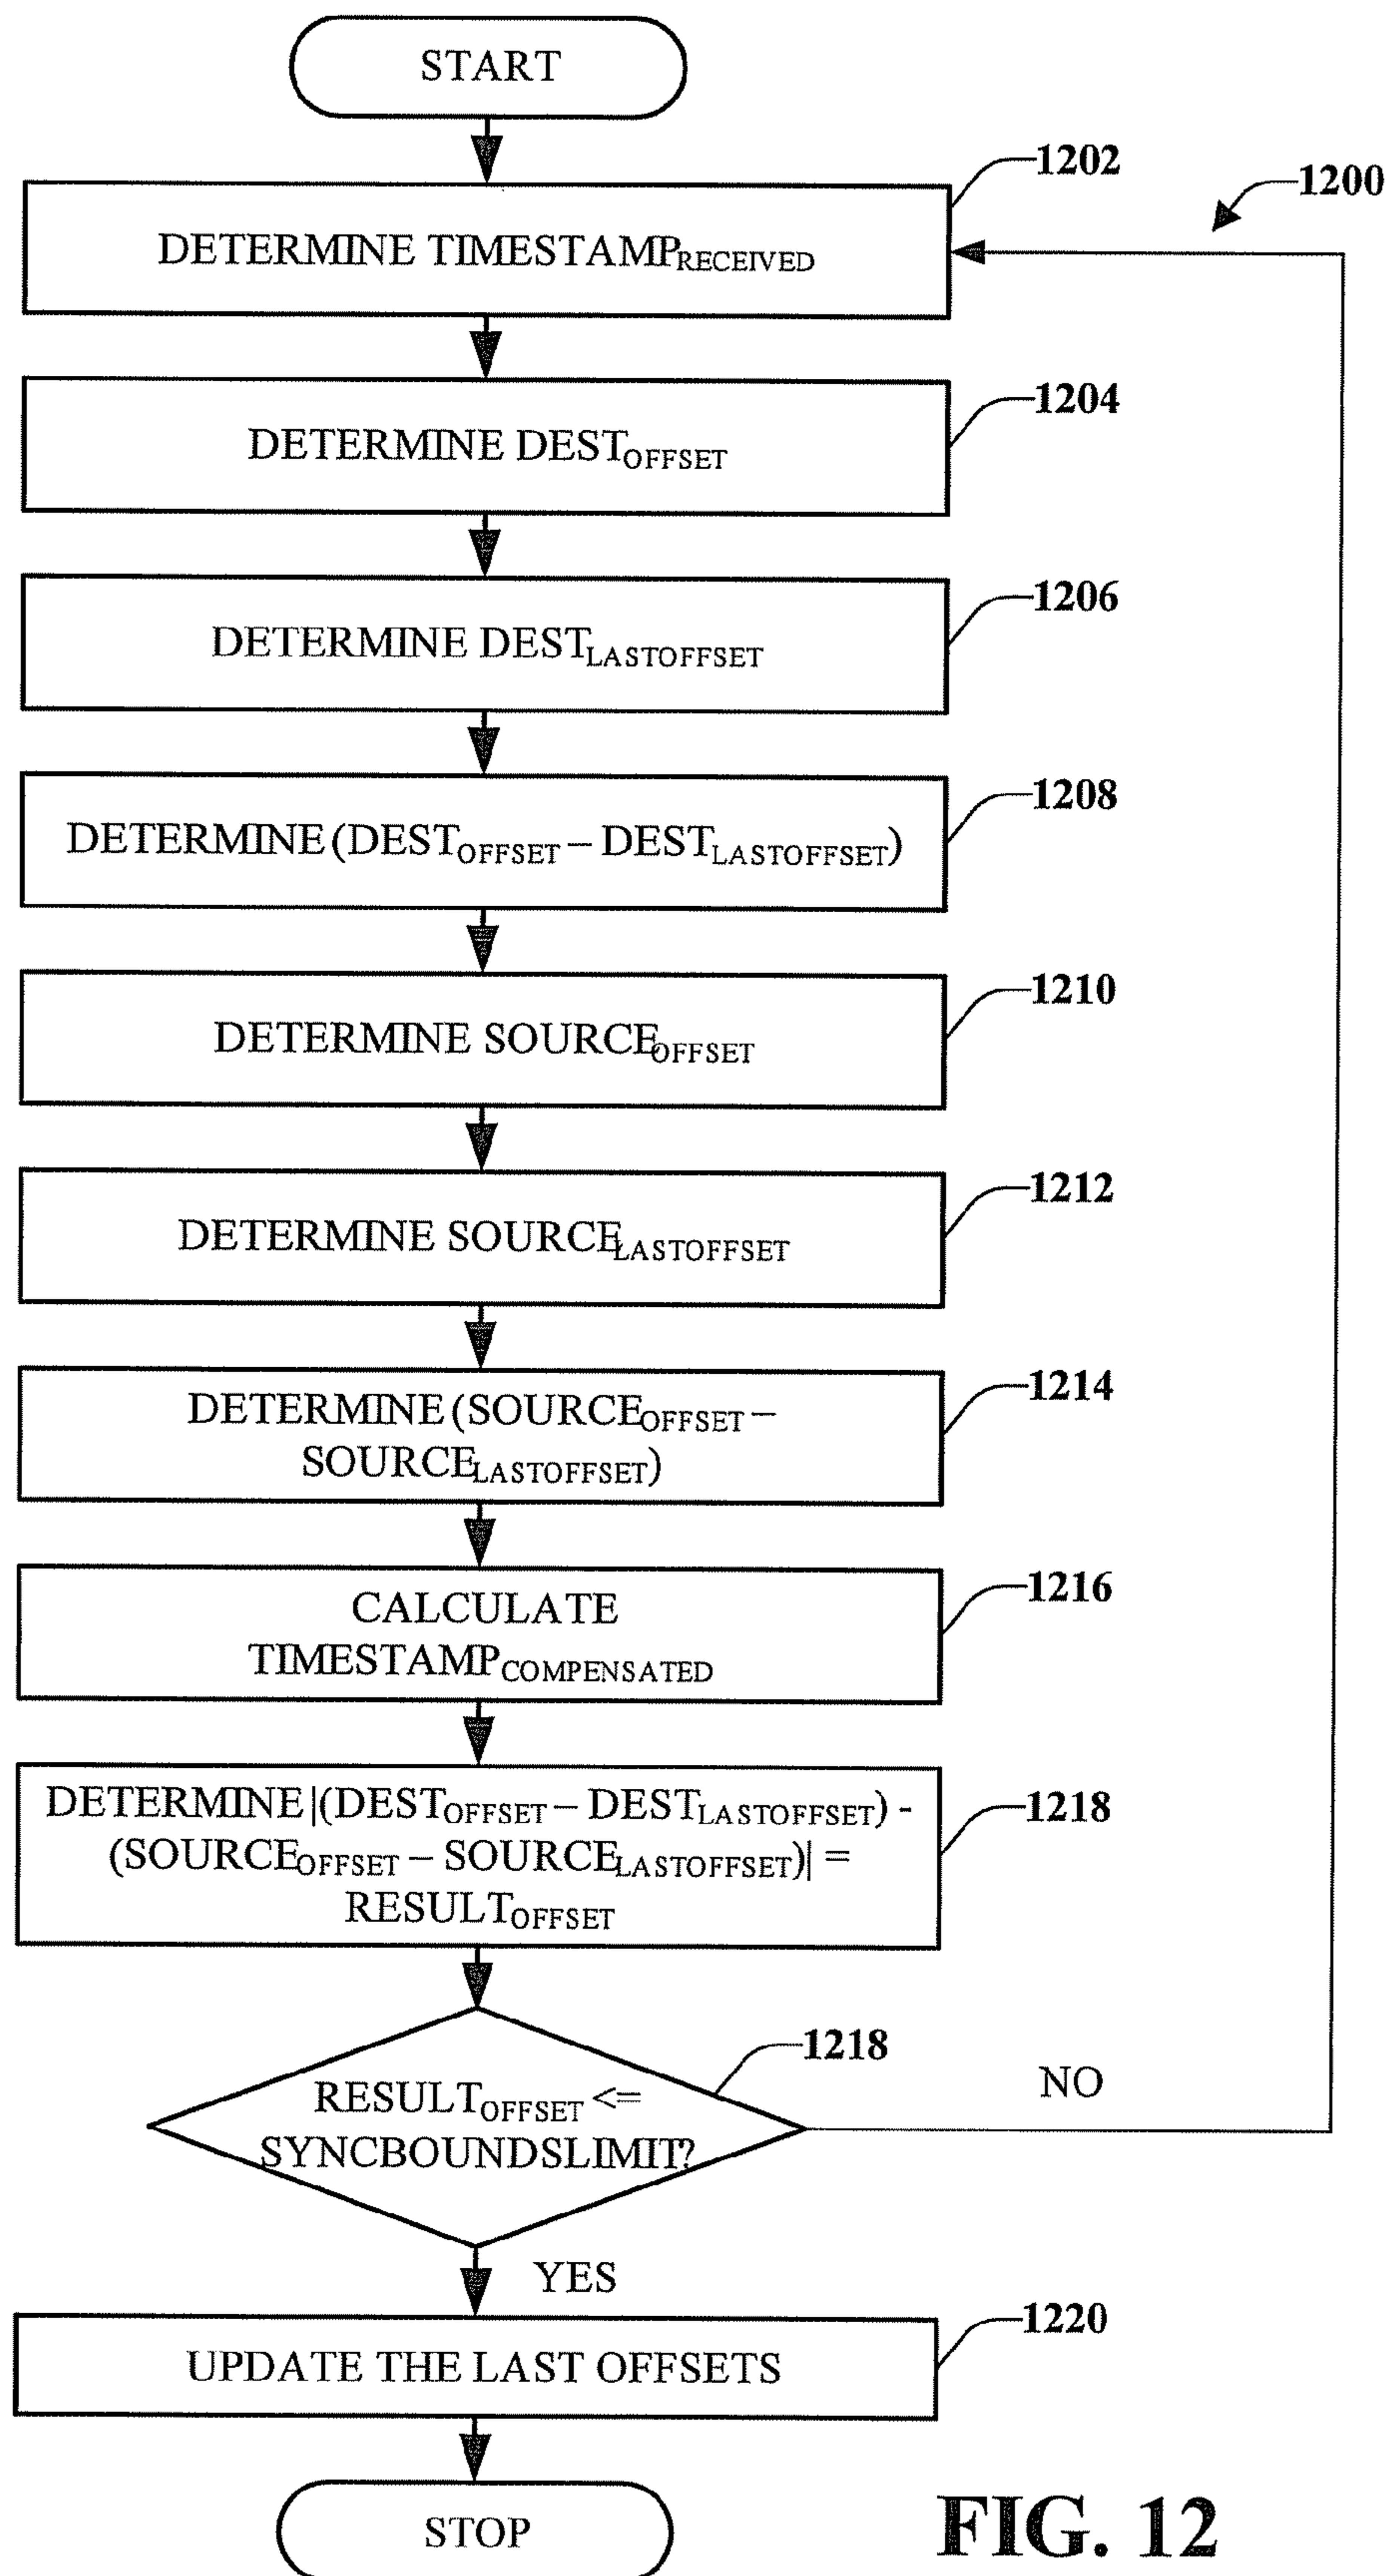 START
1202
1200
DETERMINE TIMESTAMPRECEIVED
1204
DETERMINE DESTOFFSET
1206
DETERMINE DESTLASTOFFSET
1208
DETERMINE (DESTOFFSET – DESTLASTOFFSET)
1210
DETERMINE SOURCEOFFSET
1212
DETERMINE SOURCELASTOFFSET
1214
DETERMINE (SOURCEOFFSET –
SOURCELASTOFFSET)
1216
CALCULATE
TIMESTAMPCOMPENSATED
1218
DETERMINE |(DESTOFFSET – DESTLASTOFFSET) -
(SOURCEOFFSET – SOURCELASTOFFSET)| =
RESULTOFFSET
1218
NO
RESULTOFFSET <=
SYNCBOUNDSLIMIT?
YES
1220
UPDATE THE LAST OFFSETS
STOP
FIG. 12